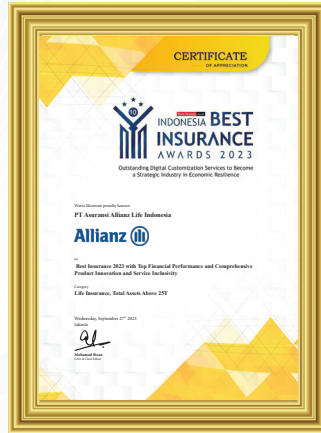 CERTIFICATE
OF APPRECIATION
10
INDONESIA BEST
INSURANCE
AWARDS 2023
Outstanding Digital Customization Services to Become
a Strategic Industry in Economic Resilience
Warta Ekonomi proudly honors
PT Asuransi Allianz Life Indonesia
Allianz
as
Best Insurance 2023 with Top Financial Performance and Comprehensive
Product Innovation and Service Inclusivity
Category
Life Insurance, Total Assets Above 25T
Wednesday, September 27th 2023
Jakarta
Muhamad Ihsan
CEO & Chief Editor